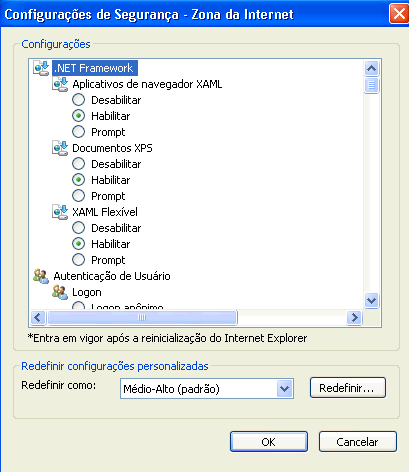 Configurações de Segurança - Zona da Internet
Configurações
.NET Framework
Aplicativos de navegador XAML
Desabilitar
Habilitar
Prompt
Documentos XPS
Desabilitar
Habilitar
Prompt
XAML Flexível
Desabilitar
Habilitar
Prompt
Autenticação de Usuário
Logon
Logon anônimo
*Entra em vigor após a reinicialização do Internet Explorer
Redefinir configurações personalizadas
Redefinir como: Médio-Alto (padrão) Redefinir...
OK Cancelar